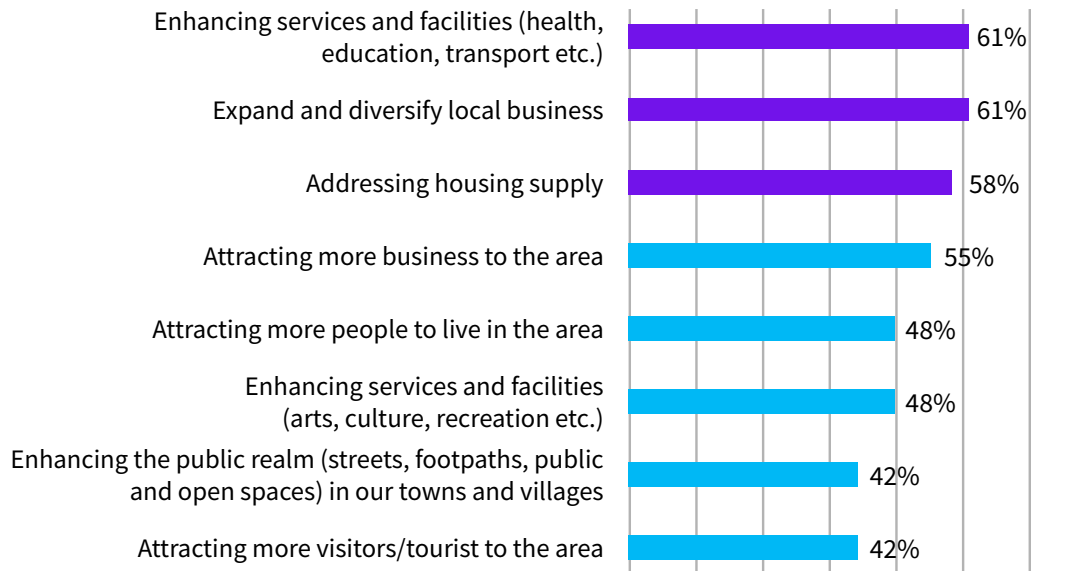 Enhancing services and facilities (health,
education, transport etc.)
61%
Expand and diversify local business
61%
Addressing housing supply
58%
Attracting more business to the area
55%
Attracting more people to live in the area
48%
Enhancing services and facilities
(arts, culture, recreation etc.)
48%
Enhancing the public realm (streets, footpaths, public
and open spaces) in our towns and villages
42%
Attracting more visitors/tourist to the area
42%